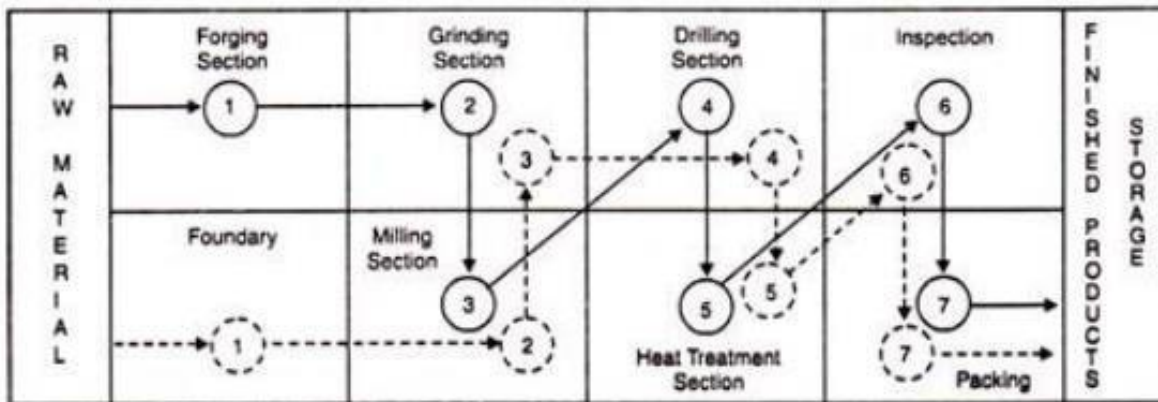 RAW MATERIAL
Forging
Section
1
Grinding
Section
2
3
Drilling
Section
4
4
Inspection
6
6
Foundary
1
Milling
Section
3
2
5
5
Heat Treatment
Section
7
7
Packing
FINISHED PRODUCTS
STORAGE